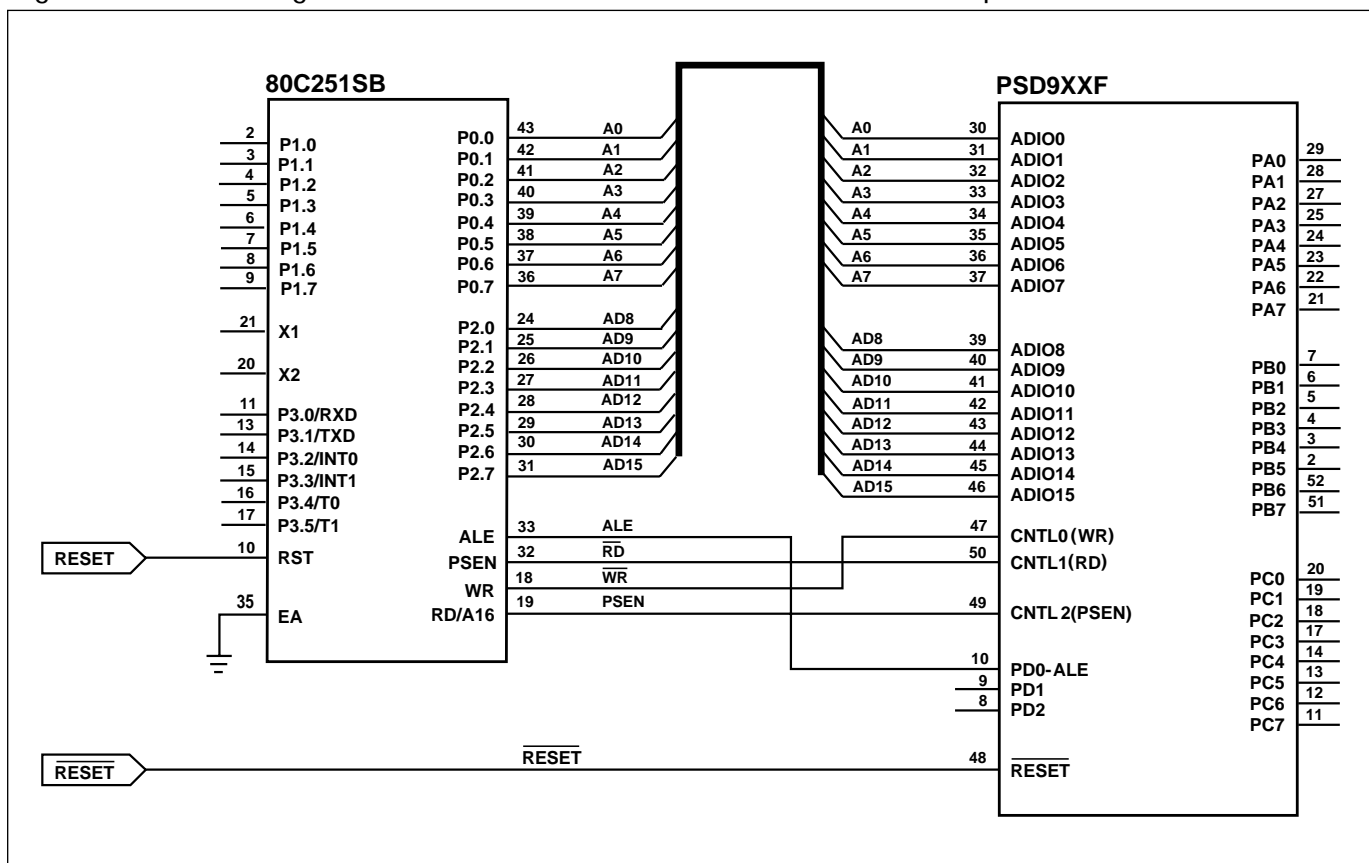 80C251SB
2 P1.0
3 P1.1
4 P1.2
5 P1.3
6 P1.4
7 P1.5
8 P1.6
9 P1.7
21 X1
20 X2
11 P3.0/RXD
13 P3.1/TXD
14 P3.2/INT0
15 P3.3/INT1
16 P3.4/T0
17 P3.5/T1
RESET 10 RST
35 EA
P0.0 43 A0
P0.1 42 A1
P0.2 41 A2
P0.3 40 A3
P0.4 39 A4
P0.5 38 A5
P0.6 37 A6
P0.7 36 A7
P2.0 24 AD8
P2.1 25 AD9
P2.2 26 AD10
P2.3 27 AD11
P2.4 28 AD12
P2.5 29 AD13
P2.6 30 AD14
P2.7 31 AD15
ALE 33 ALE
PSEN 32 RD
WR 18 WR
RD/A16 19 PSEN
PSD9XXF
A0 30 ADIO0
A1 31 ADIO1
A2 32 ADIO2
A3 33 ADIO3
A4 34 ADIO4
A5 35 ADIO5
A6 36 ADIO6
A7 37 ADIO7
AD8 39 ADIO8
AD9 40 ADIO9
AD10 41 ADIO10
AD11 42 ADIO11
AD12 43 ADIO12
AD13 44 ADIO13
AD14 45 ADIO14
AD15 46 ADIO15
47 CNTL0(WR)
50 CNTL1(RD)
49 CNTL 2(PSEN)
10 PD0-ALE
9 PD1
8 PD2
RESET RESET 48 RESET
PA0 29
PA1 28
PA2 27
PA3 25
PA4 24
PA5 23
PA6 22
PA7 21
PB0 7
PB1 6
PB2 5
PB3 4
PB4 3
PB5 2
PB6 52
PB7 51
PC0 20
PC1 19
PC2 18
PC3 17
PC4 14
PC5 13
PC6 12
PC7 11